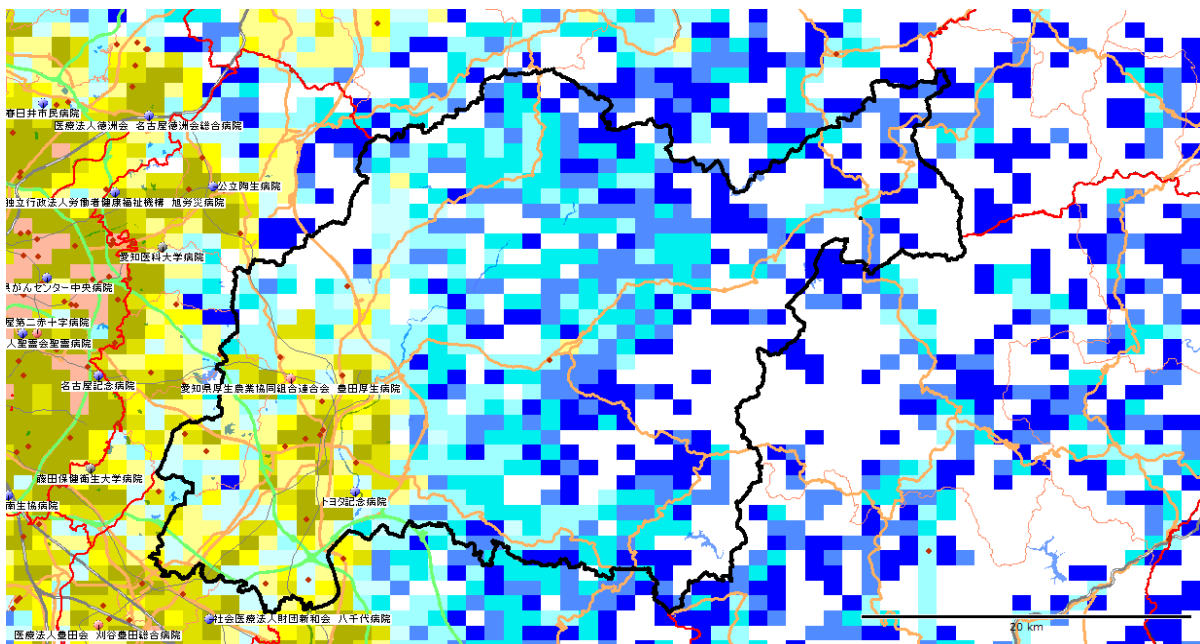 春日井市民病院
医療法人徳洲会 名古屋徳洲会総合病院
公立陶生病院
独立行政法人労働者健康福祉機構 旭労災病院
愛知医科大学病院
県がんセンター中央病院
屋第二赤十字病院
人聖霊会聖霊病院
名古屋記念病院
愛知県厚生農業協同組合連合会 豊田厚生病院
藤田保健衛生大学病院
トヨタ記念病院
南生協病院
社会医療法人財団新和会 八千代病院
医療法人豊田会 刈谷豊田総合病院
20 km